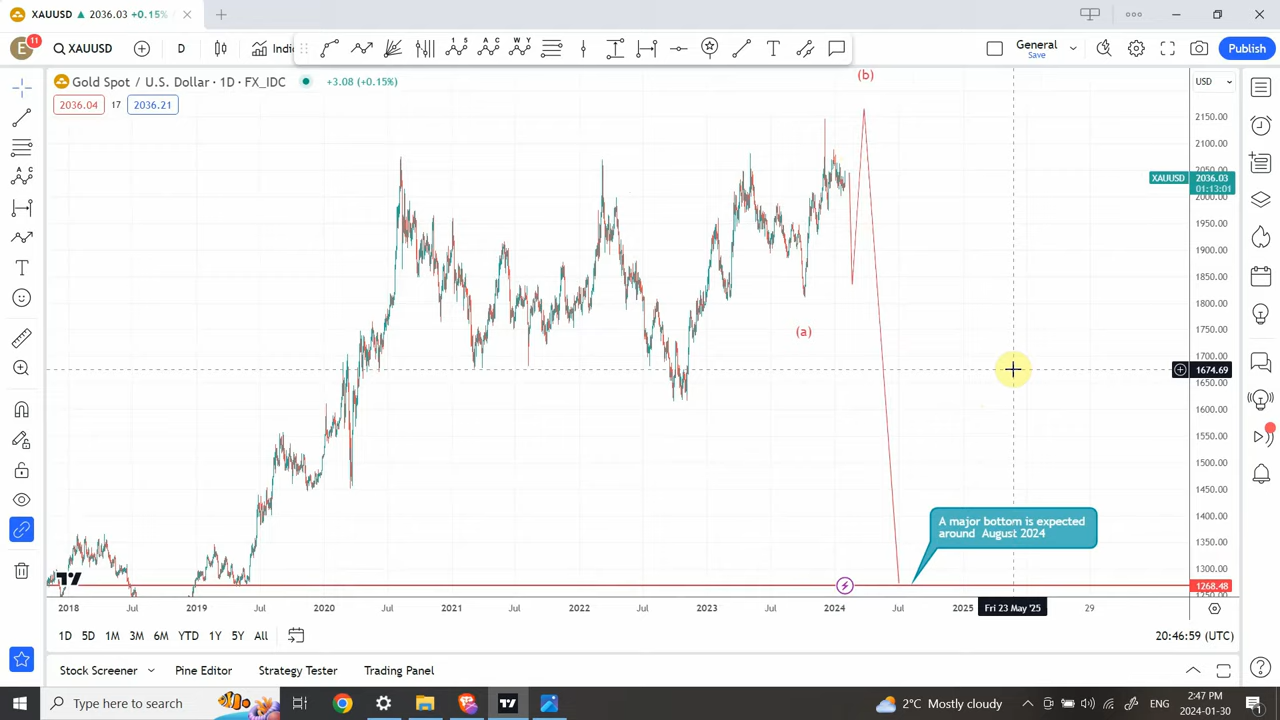 XAUUSD ▲ 2036.03 +0.15%
E 11
XAUUSD
D
Indi
General
Save
Publish
Gold Spot / U.S. Dollar · 1D · FX_IDC
+3.08 (+0.15%)
2036.04 17 2036.21
USD
(b)
2150.00
2100.00
2050.00
XAUUSD 2036.03
01:13:01
2000.00
1950.00
1900.00
1850.00
1800.00
1750.00
(a)
1700.00
1674.69
1650.00
1600.00
1550.00
1500.00
1450.00
1400.00
A major bottom is expected
around August 2024
1350.00
1300.00
1268.48
1250.00
2018 Jul 2019 Jul 2020 Jul 2021 Jul 2022 Jul 2023 Jul 2024 Jul 2025 Fri 23 May '25 29
1D 5D 1M 3M 6M YTD 1Y 5Y All
20:46:59 (UTC)
Stock Screener Pine Editor Strategy Tester Trading Panel
Type here to search
2°C Mostly cloudy
ENG
2:47 PM
2024-01-30